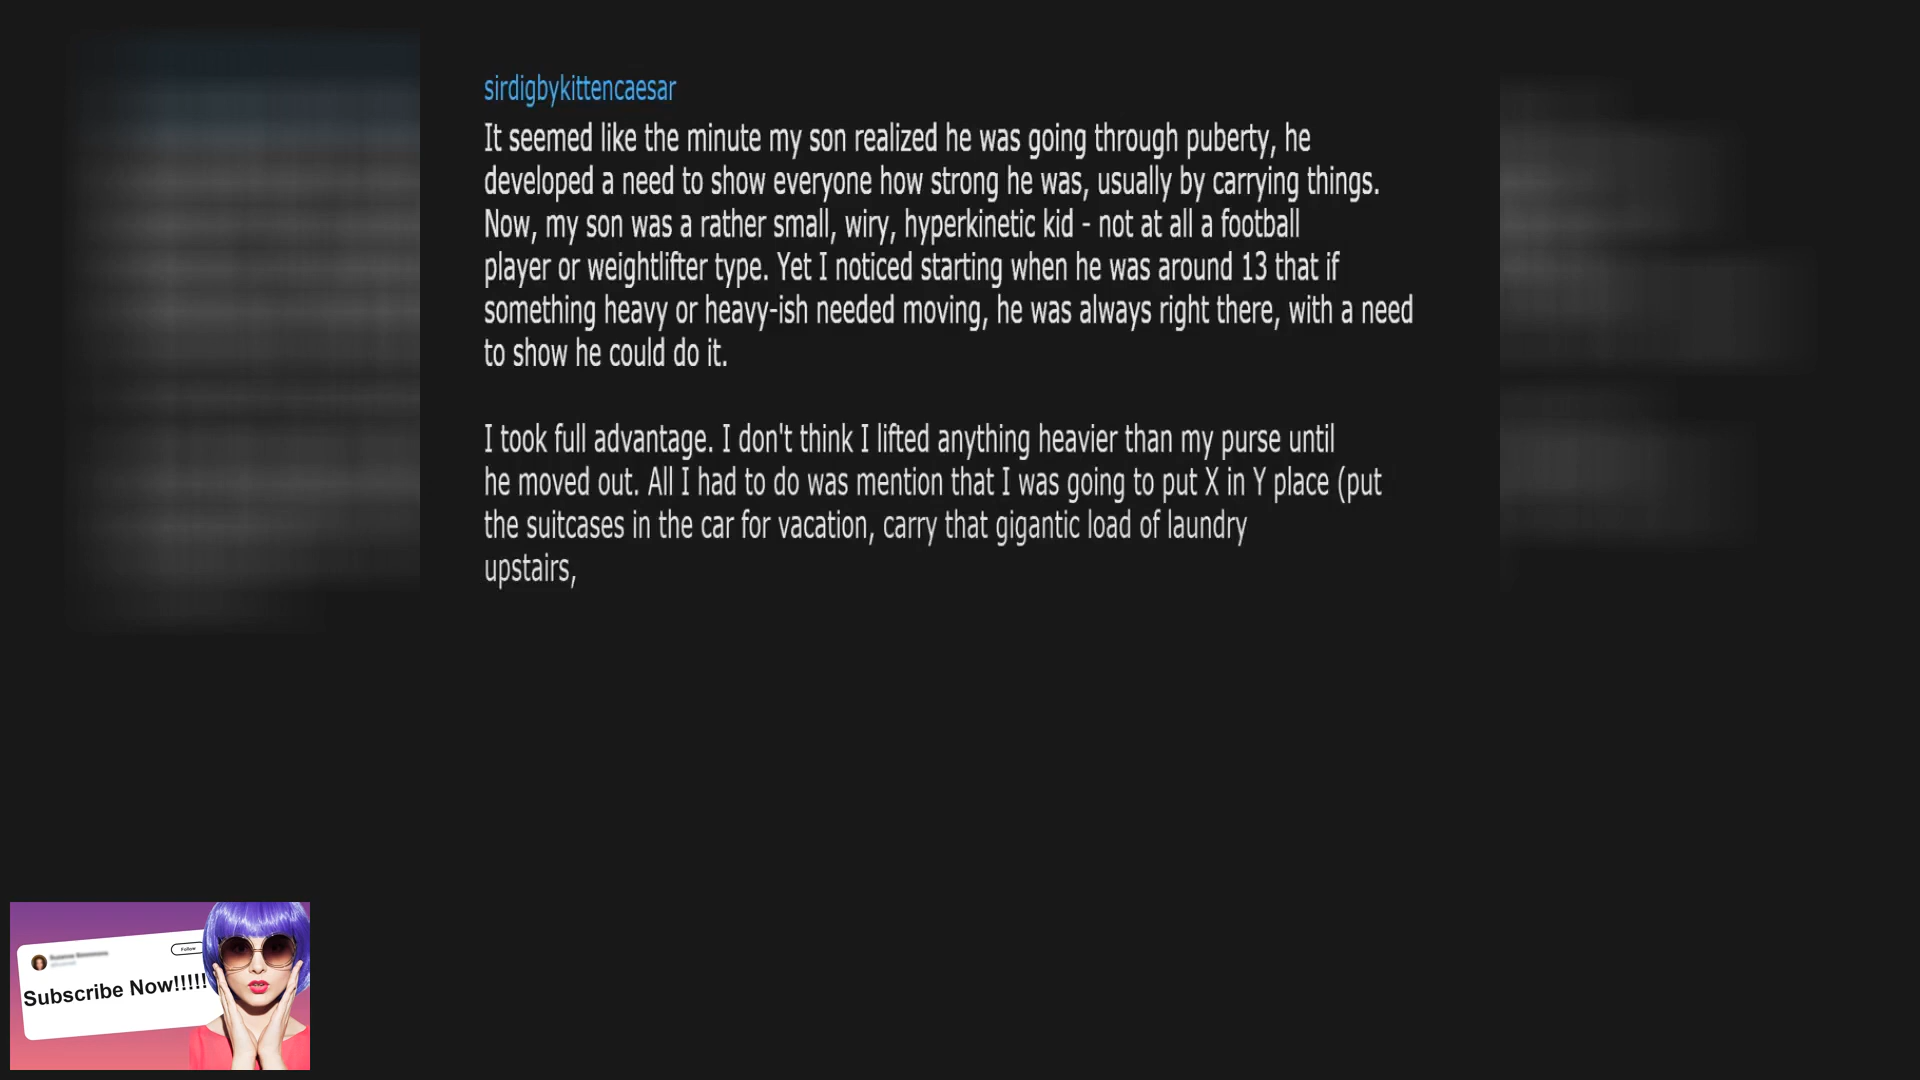 sirdigbykittencaesar
It seemed like the minute my son realized he was going through puberty, he
developed a need to show everyone how strong he was, usually by carrying things.
Now, my son was a rather small, wiry, hyperkinetic kid - not at all a football
player or weightlifter type. Yet I noticed starting when he was around 13 that if
something heavy or heavy-ish needed moving, he was always right there, with a need
to show he could do it.
I took full advantage. I don't think I lifted anything heavier than my purse until
he moved out. All I had to do was mention that I was going to put X in Y place (put
the suitcases in the car for vacation, carry that gigantic load of laundry
upstairs,
Follow
Subscribe Now!!!!!